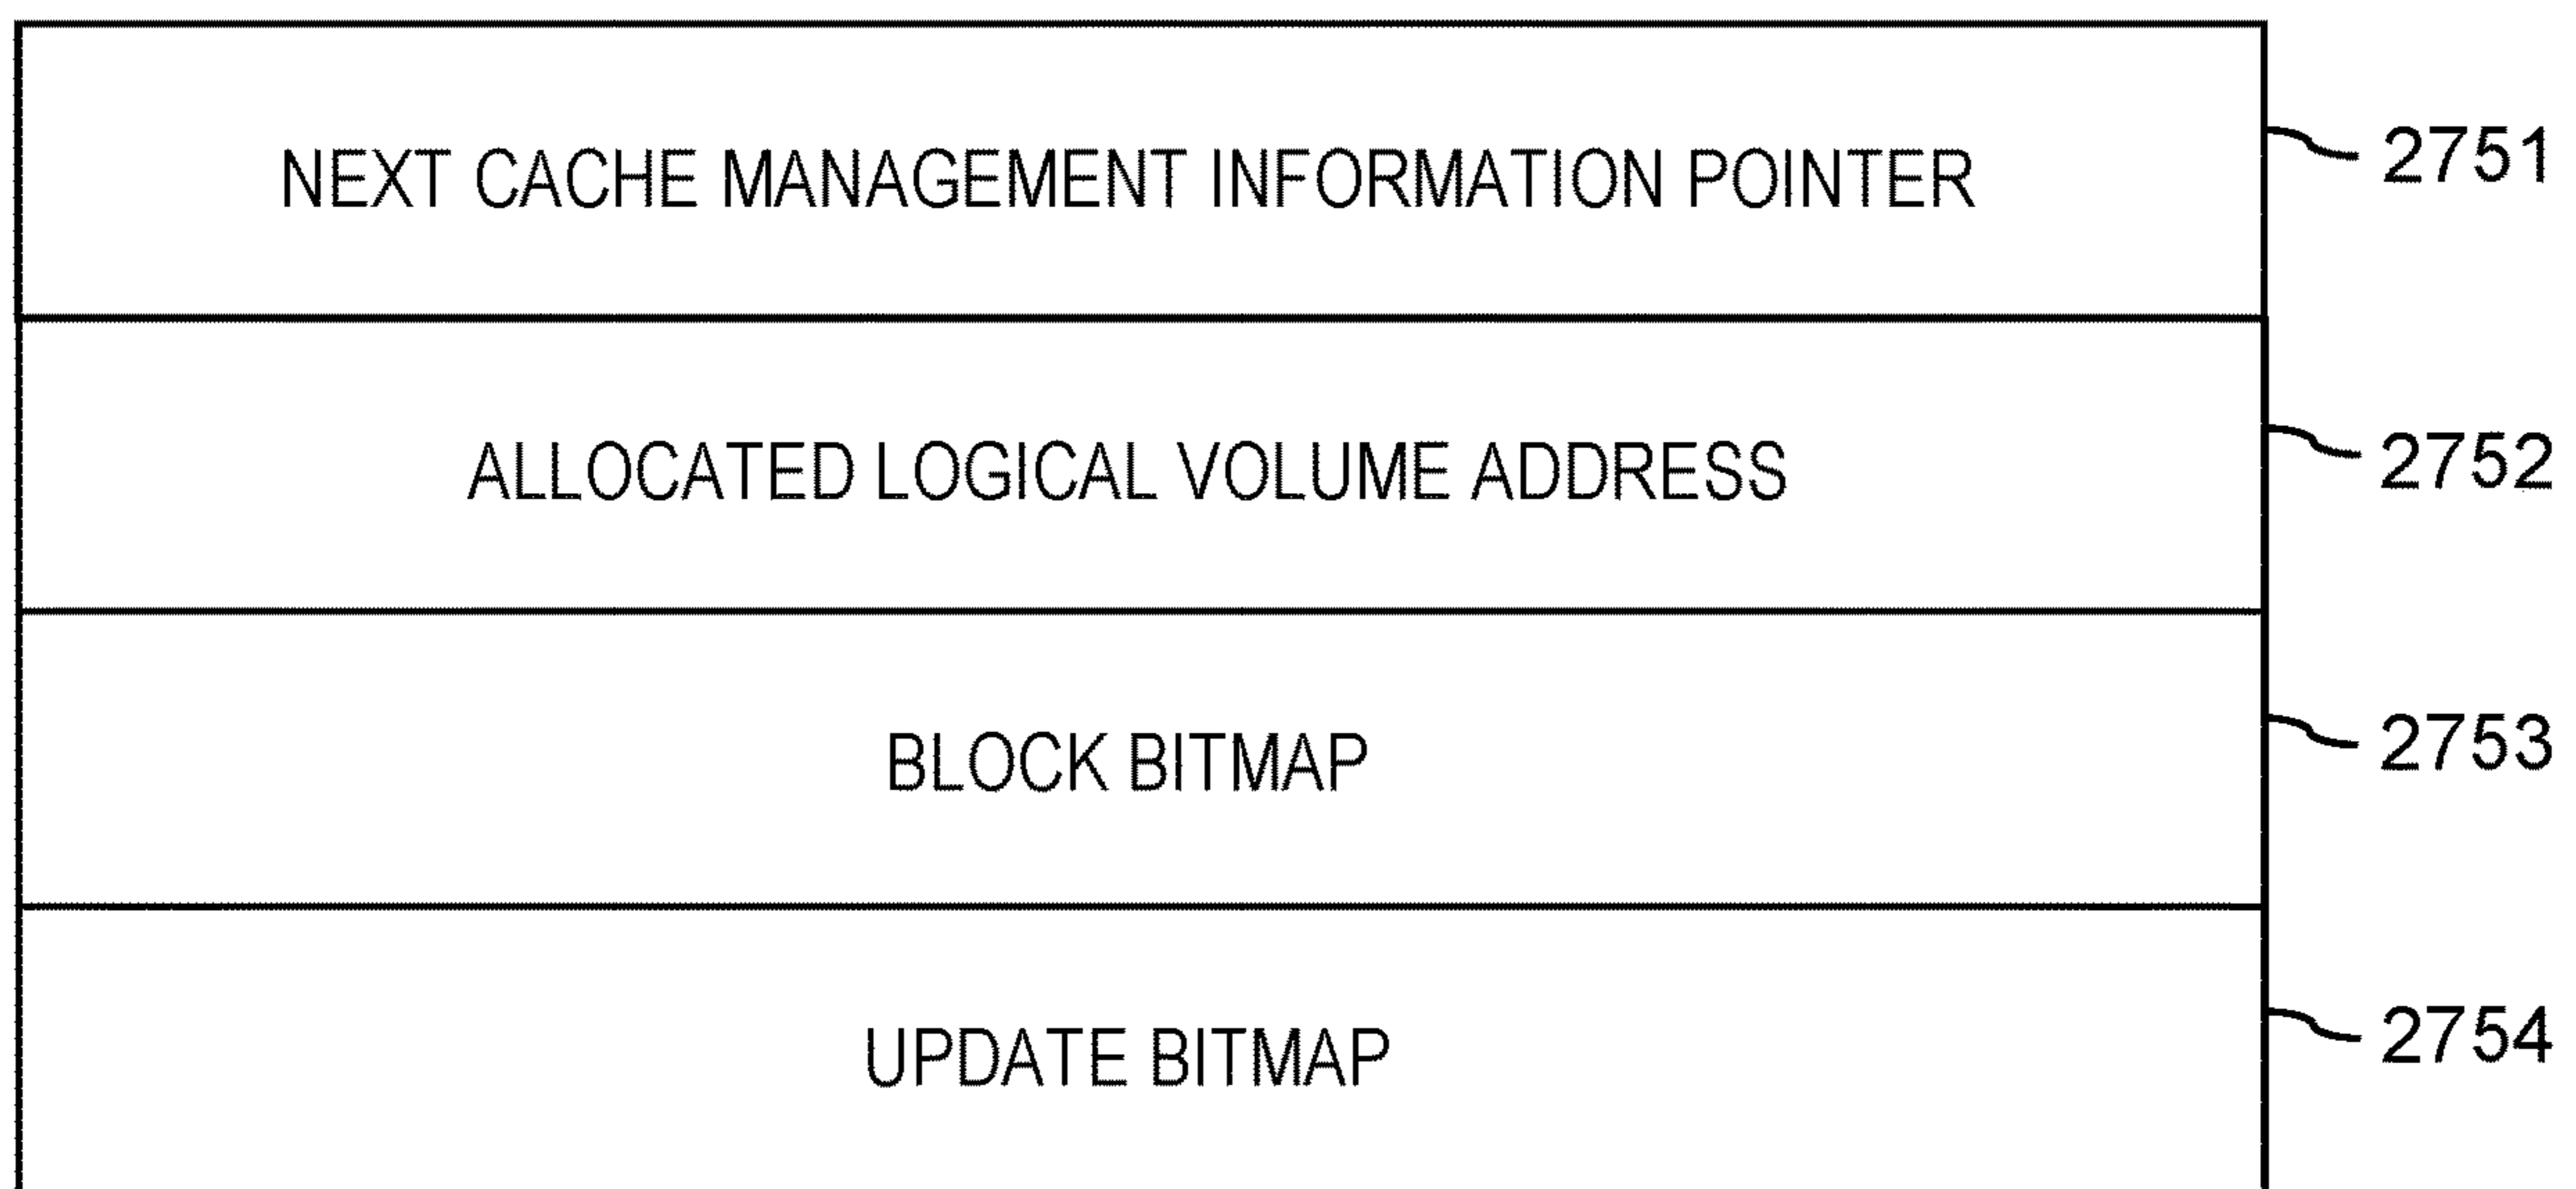 NEXT CACHE MANAGEMENT INFORMATION POINTER 2751
ALLOCATED LOGICAL VOLUME ADDRESS 2752
BLOCK BITMAP 2753
UPDATE BITMAP 2754